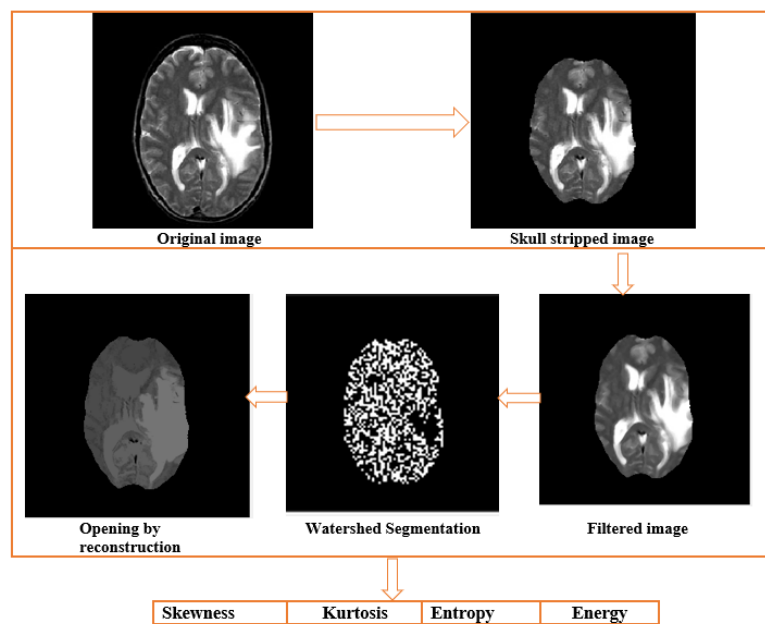 Original image
Skull stripped image
Opening by
reconstruction
Watershed Segmentation
Filtered image
Skewness Kurtosis Entropy Energy